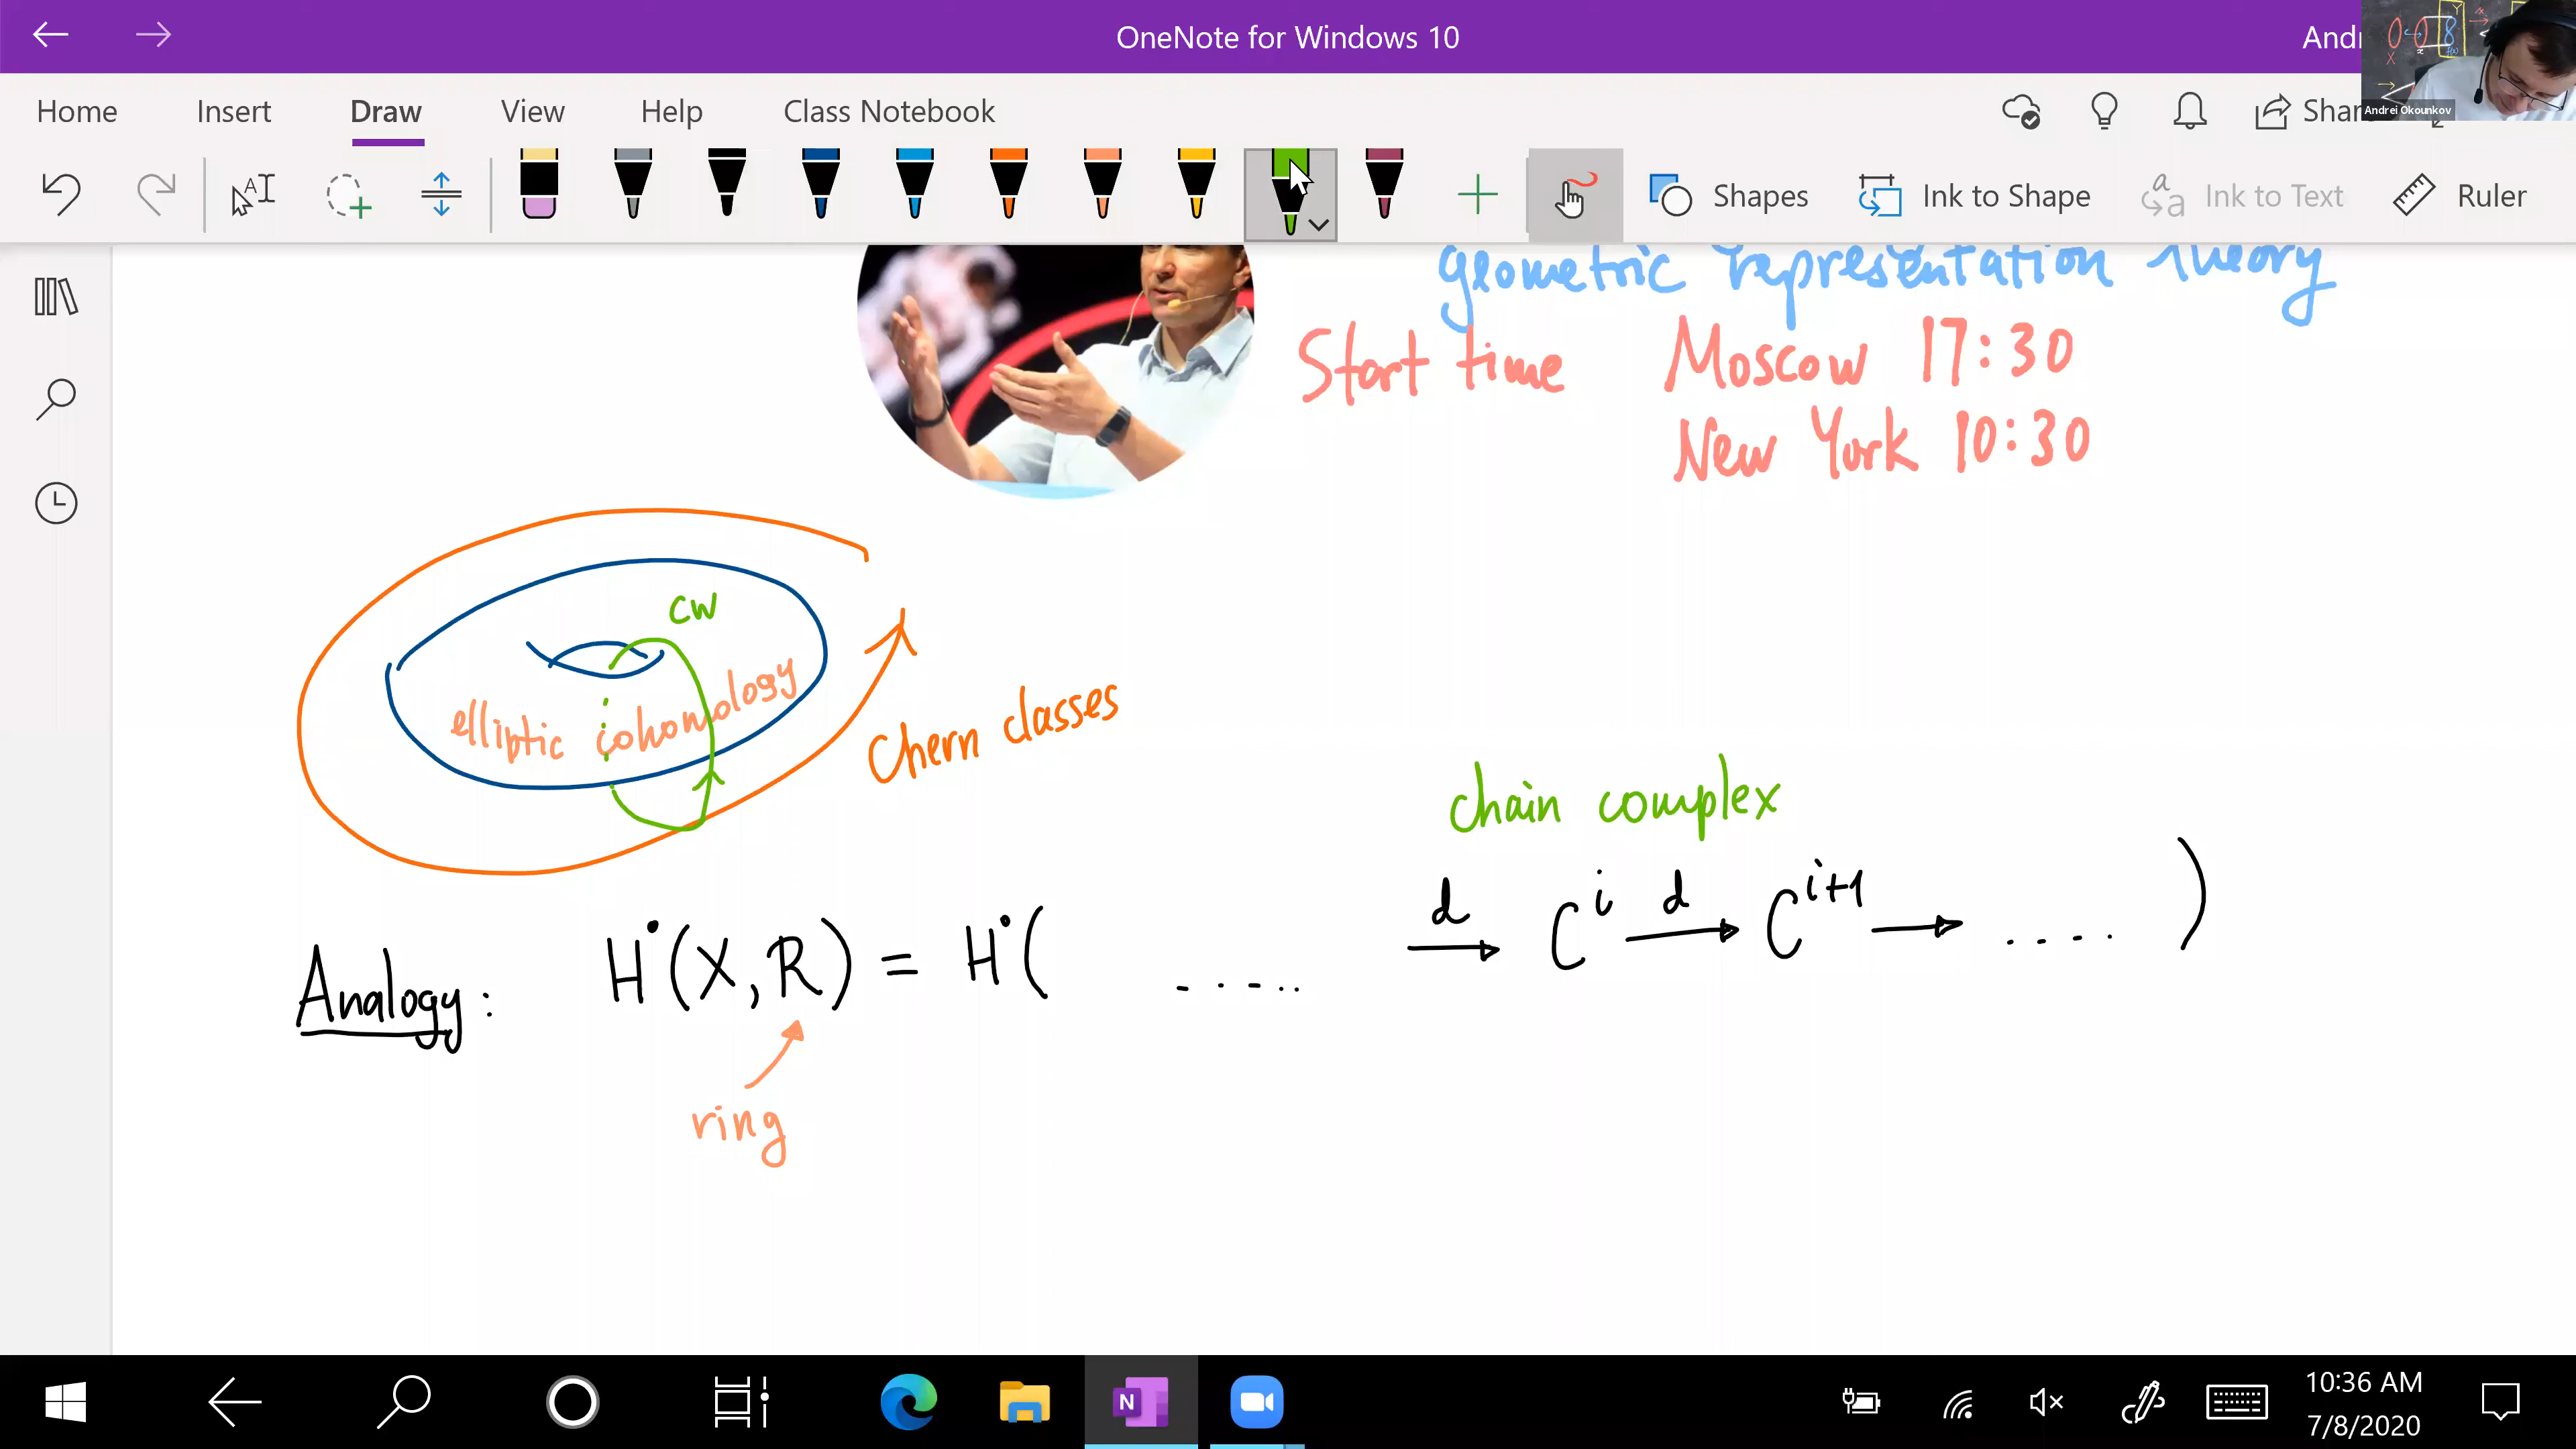 OneNote for Windows 10
Andrei Okounkov
Home Insert Draw View Help Class Notebook
Shapes Ink to Shape Ink to Text Ruler
geometric representation theory
Start time Moscow 17:30
New York 10:30
CW
elliptic cohomology
Chern classes
chain complex
Analogy: H˙(X,R) = H˙( ..... d→ Cⁱ d→ Cⁱ⁺¹ → .... )
ring
10:36 AM
7/8/2020